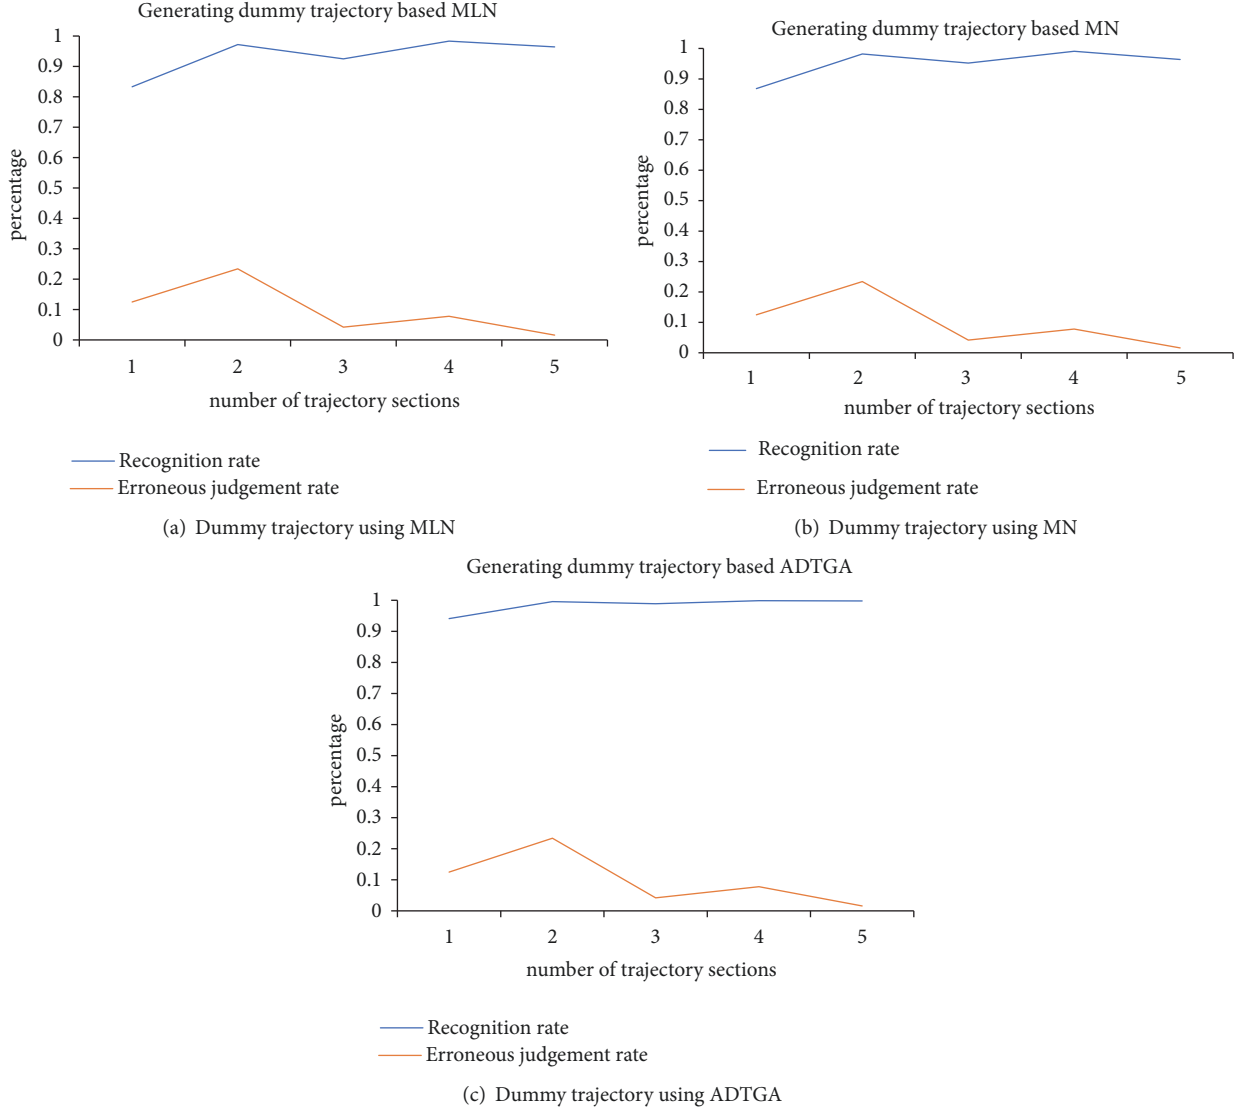 Generating dummy trajectory based MLN
percentage
1
0.9
0.8
0.7
0.6
0.5
0.4
0.3
0.2
0.1
0
1 2 3 4 5
number of trajectory sections
Recognition rate
Erroneous judgement rate
(a) Dummy trajectory using MLN
Generating dummy trajectory based MN
percentage
1
0.9
0.8
0.7
0.6
0.5
0.4
0.3
0.2
0.1
0
1 2 3 4 5
number of trajectory sections
Recognition rate
Erroneous judgement rate
(b) Dummy trajectory using MN
Generating dummy trajectory based ADTGA
percentage
1
0.9
0.8
0.7
0.6
0.5
0.4
0.3
0.2
0.1
0
1 2 3 4 5
number of trajectory sections
Recognition rate
Erroneous judgement rate
(c) Dummy trajectory using ADTGA